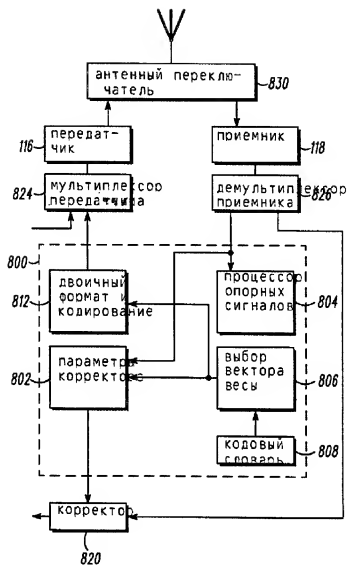 антенный переклю-
чатель
830
передат-
чик
116
приемник
118
мультиплексор
передатчика
824
демультиплексор
приемника
826
800
двоичный
формат и
кодирование
812
процессор
опорных
сигналов
804
параметры
802
выбор
вектора
весы
806
кодовый
словарь
808
корректор
820